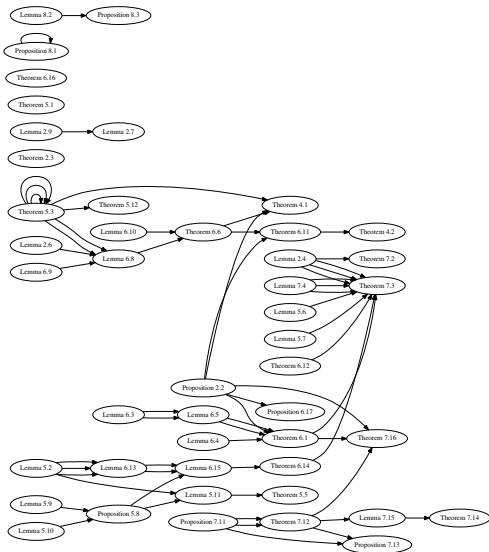 Lemma 8.2
Proposition 8.3
Proposition 8.1
Theorem 6.16
Theorem 5.1
Lemma 2.9
Lemma 2.7
Theorem 2.3
Theorem 5.3
Theorem 5.12
Theorem 4.1
Lemma 6.10
Theorem 6.6
Theorem 6.11
Theorem 4.2
Lemma 2.6
Lemma 6.8
Lemma 2.4
Theorem 7.2
Lemma 6.9
Lemma 7.4
Theorem 7.3
Lemma 5.6
Lemma 5.7
Theorem 6.12
Proposition 2.2
Proposition 6.17
Lemma 6.3
Lemma 6.5
Lemma 6.4
Theorem 6.1
Theorem 7.16
Lemma 5.2
Lemma 6.13
Lemma 6.15
Theorem 6.14
Lemma 5.11
Theorem 5.5
Lemma 5.9
Proposition 5.8
Lemma 5.10
Proposition 7.11
Theorem 7.12
Lemma 7.15
Theorem 7.14
Proposition 7.13